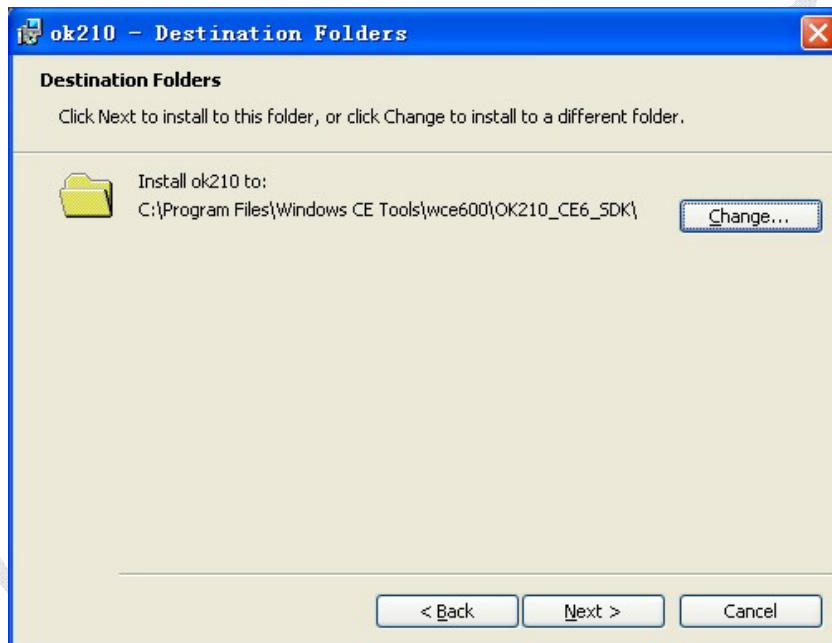 ok210 - Destination Folders
Destination Folders
Click Next to install to this folder, or click Change to install to a different folder.
Install ok210 to:
C:\Program Files\Windows CE Tools\wce600\OK210_CE6_SDK\
Change...
< Back
Next >
Cancel